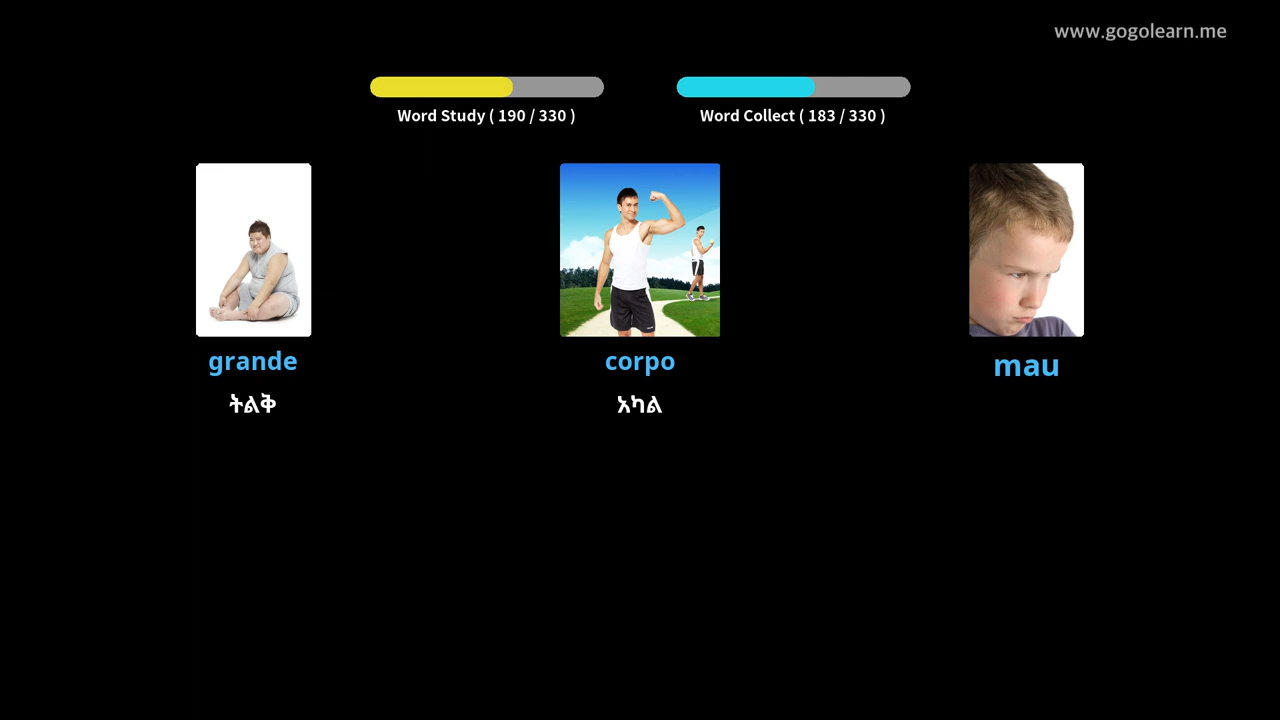 www.gogolearn.me
Word Study ( 190 / 330 )
Word Collect ( 183 / 330 )
grande
corpo
mau
ትልቅ
አካል